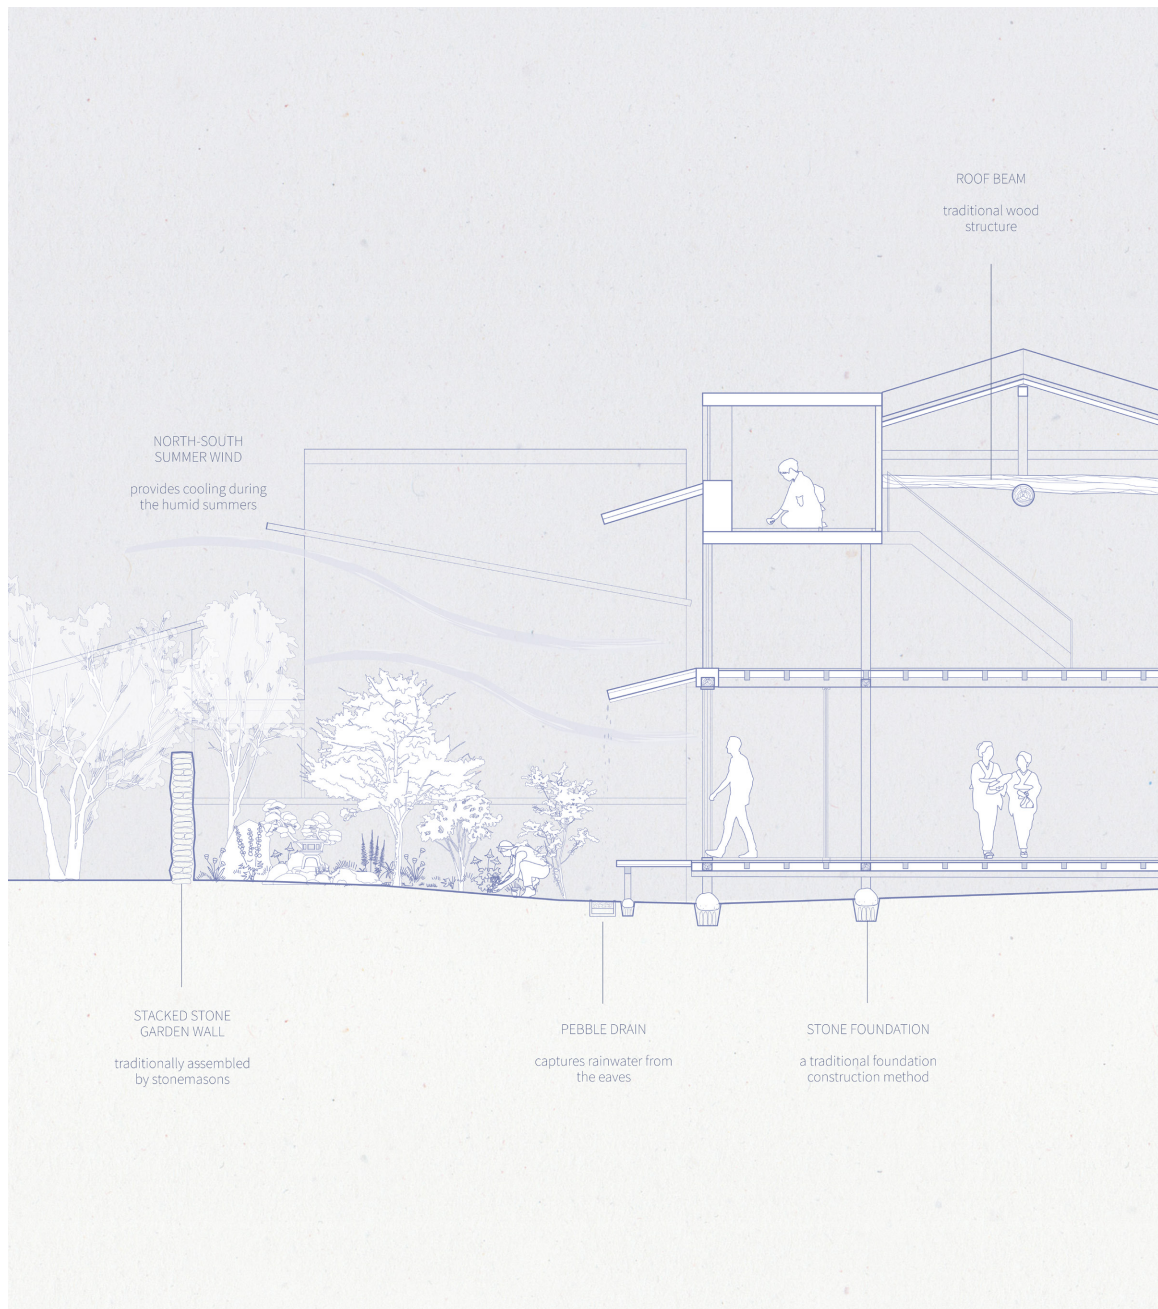 ROOF BEAM
traditional wood
structure
NORTH-SOUTH
SUMMER WIND
provides cooling during
the humid summers
STACKED STONE
GARDEN WALL
traditionally assembled
by stonemasons
PEBBLE DRAIN
captures rainwater from
the eaves
STONE FOUNDATION
a traditional foundation
construction method